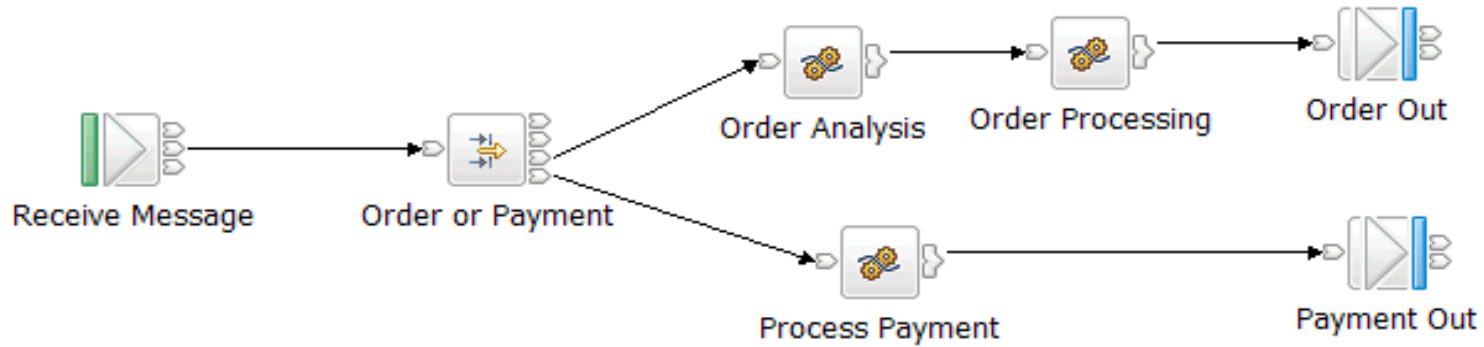 Receive Message
Order or Payment
Order Analysis
Order Processing
Order Out
Process Payment
Payment Out